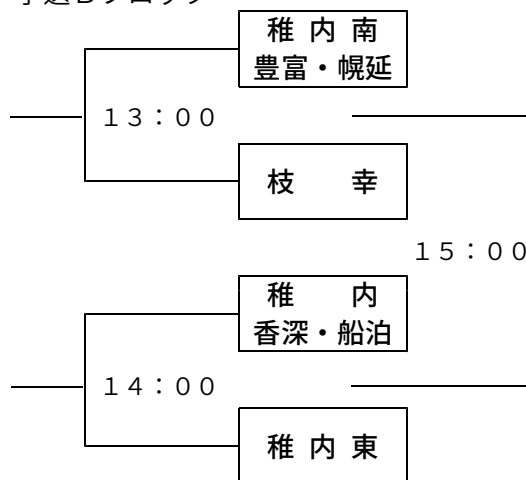 稚内南
豊富・幌延
１３：００
枝　幸
１５：００
稚　内
香深・船泊
１４：００
稚内東